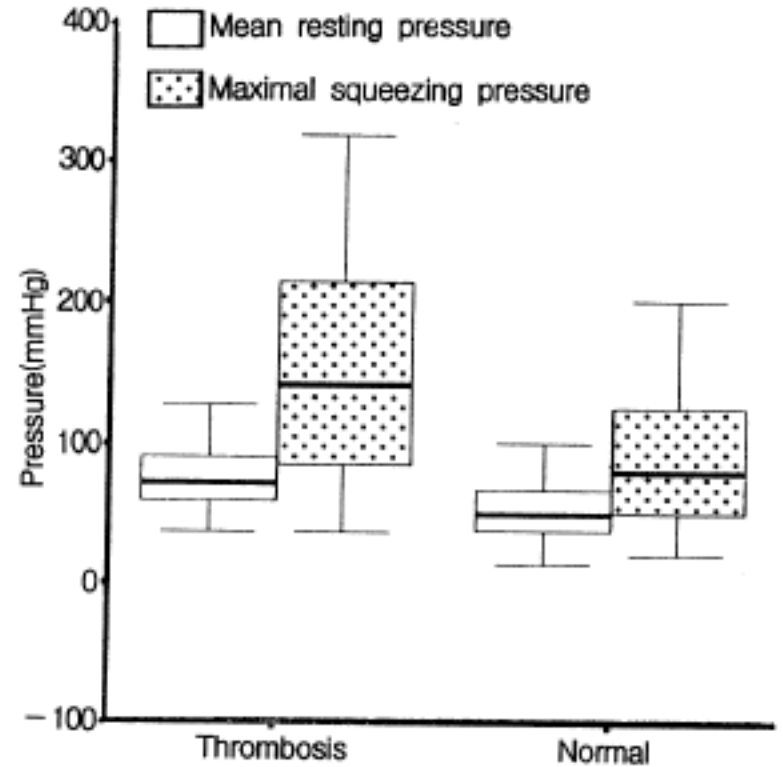 400
Mean resting pressure
Maximal squeezing pressure
300
200
100
0
−100
Pressure(mmHg)
Thrombosis
Normal